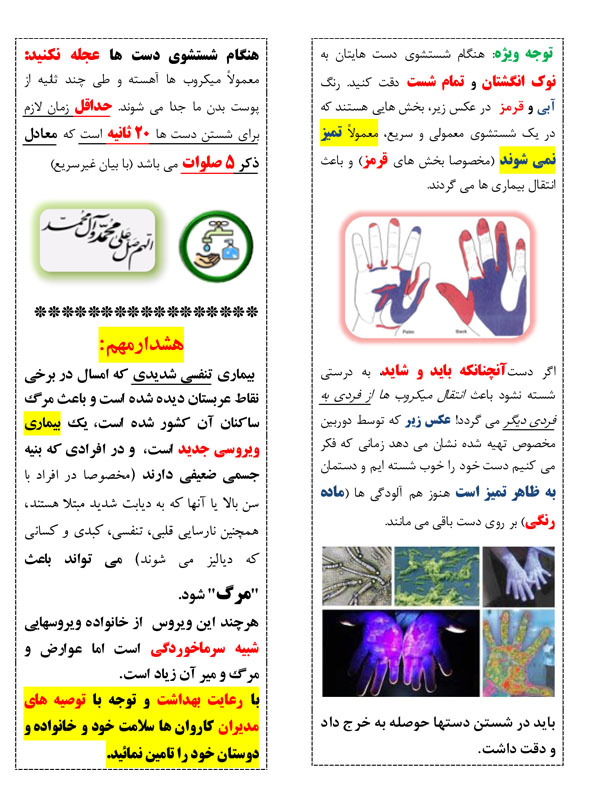 توجه ویژه: هنگام شستشوی دست هایتان به
نوک انگشتان و تمام شست دقت کنید. رنگ
آبی و قرمز در عکس زیر، بخش هایی هستند که
در یک شستشوی معمولی و سریع، معمولاً تمیز
نمی شوند (مخصوصا بخش های قرمز) و باعث
انتقال بیماری ها می گردند.
Palm
Back
اگر دست آنچنانکه باید و شاید، به درستی
شسته نشود باعث انتقال میکروب ها از فردی به
فردی دیگر می گردد! عکس زیر که توسط دوربین
مخصوص تهیه شده نشان می دهد زمانی که فکر
می کنیم دست خود را خوب شسته ایم و دستمان
به ظاهر تمیز است هنوز هم آلودگی ها (ماده
رنگی) بر روی دست باقی می مانند.
باید در شستن دستها حوصله به خرج داد
و دقت داشت.
هنگام شستشوی دست ها عجله نکنید:
معمولاً میکروب ها آهسته و طی چند ثلیه از
پوست بدن ما جدا می شوند. حداقل زمان لازم
برای شستن دست ها ۲۰ ثانیه است که معادل
ذکر ۵ صلوات می باشد (با بیان غیرسریع)
اللهم صل علی محمد و آل محمد
*****************
هشدارمهم:
بیماری تنفسی شدیدی که امسال در برخی
نقاط عربستان دیده شده است و باعث مرگ
ساکنان آن کشور شده است، یک بیماری
ویروسی جدید است، و در افرادی که بنیه
جسمی ضعیفی دارند (مخصوصا در افراد با
سن بالا یا آنها که به دیابت شدید مبتلا هستند،
همچنین نارسایی قلبی، تنفسی، کبدی و کسانی
که دیالیز می شوند) می تواند باعث
"مرگ" شود.
هرچند این ویروس از خانواده ویروسهایی
شبیه سرماخوردگی است اما عوارض و
مرگ و میر آن زیاد است.
با رعایت بهداشت و توجه با توصیه های
مدیران کاروان ها سلامت خود و خانواده و
دوستان خود را تامین نمائید.